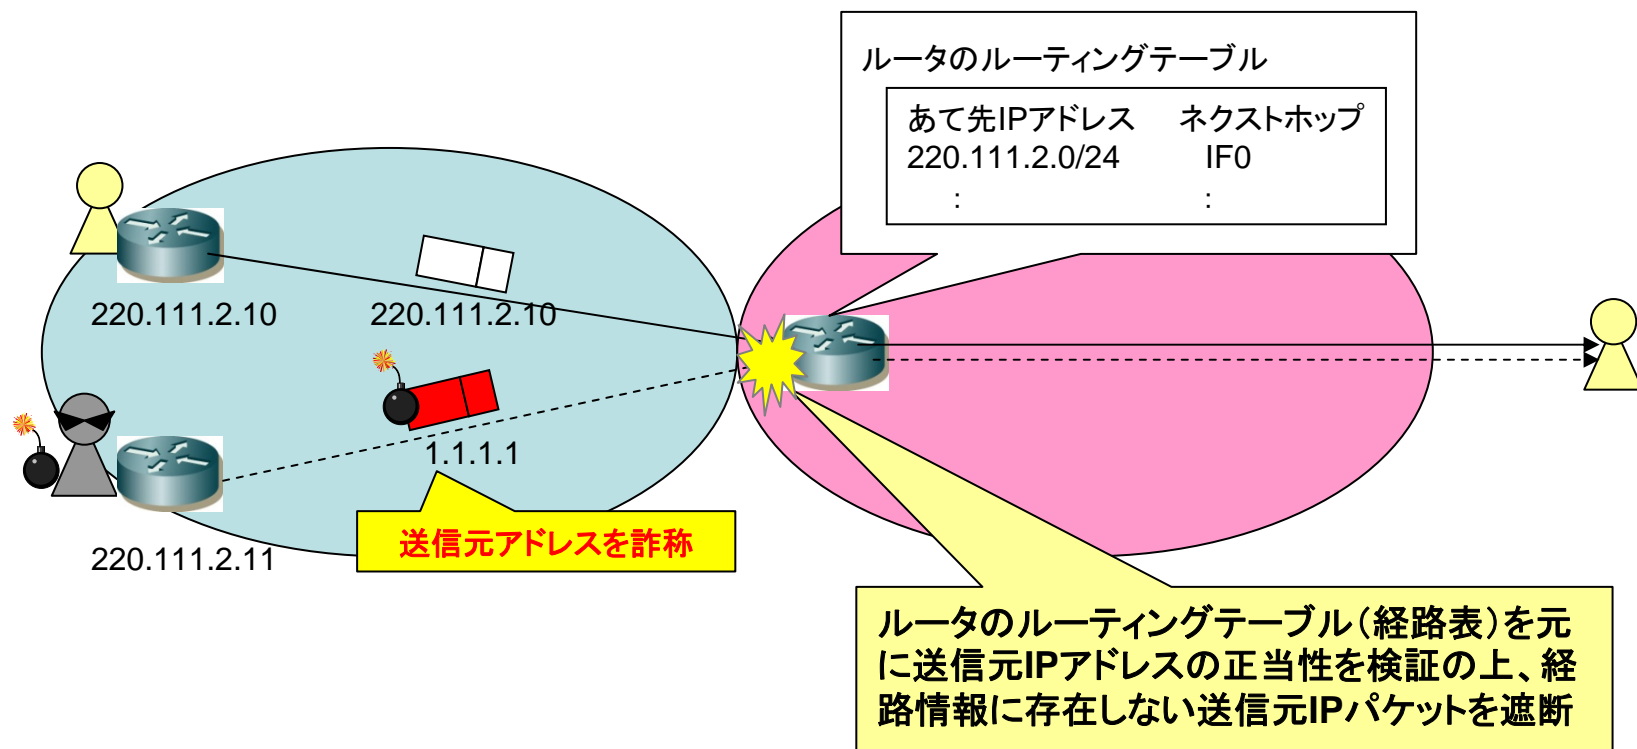 ルータのルーティングテーブル
あて先IPアドレス ネクストホップ
220.111.2.0/24 IF0
: :
220.111.2.10
220.111.2.10
1.1.1.1
送信元アドレスを詐称
220.111.2.11
ルータのルーティングテーブル(経路表)を元
に送信元IPアドレスの正当性を検証の上、経
路情報に存在しない送信元IPパケットを遮断